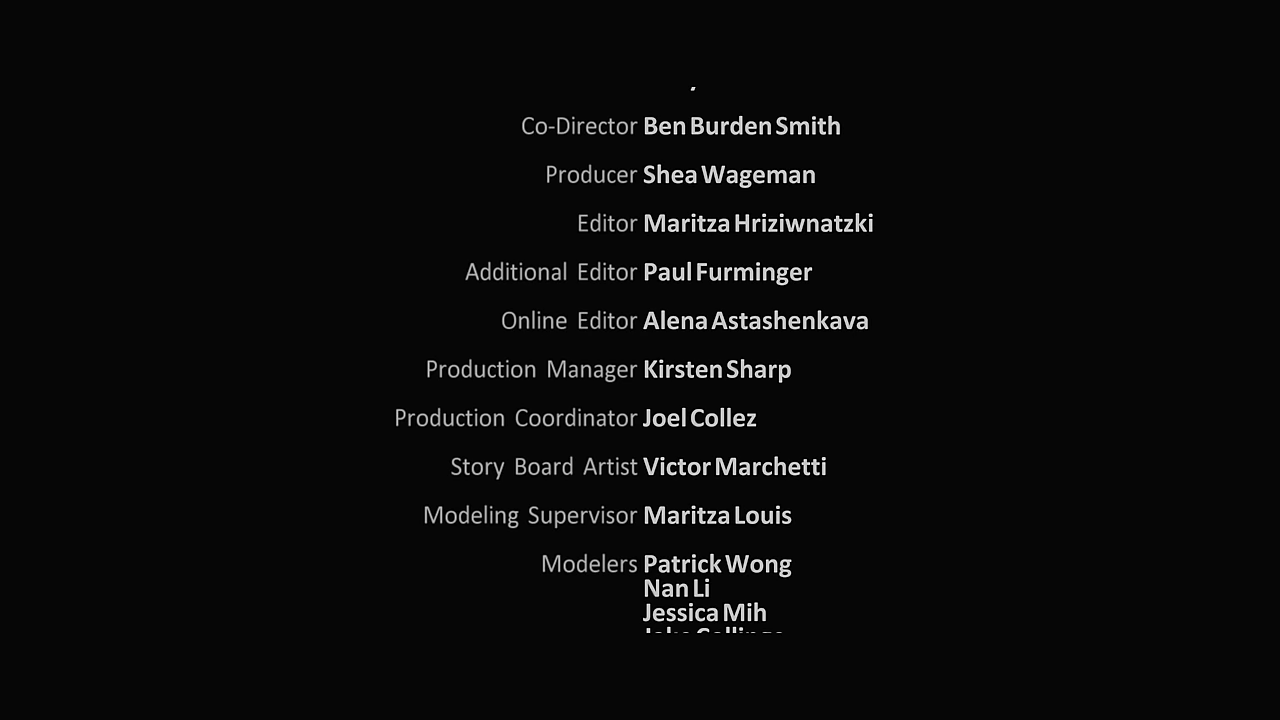 Co-Director Ben Burden Smith
Producer Shea Wageman
Editor Maritza Hriziwnatzki
Additional Editor Paul Furminger
Online Editor Alena Astashenkava
Production Manager Kirsten Sharp
Production Coordinator Joel Collez
Story Board Artist Victor Marchetti
Modeling Supervisor Maritza Louis
Modelers Patrick Wong
Nan Li
Jessica Mih